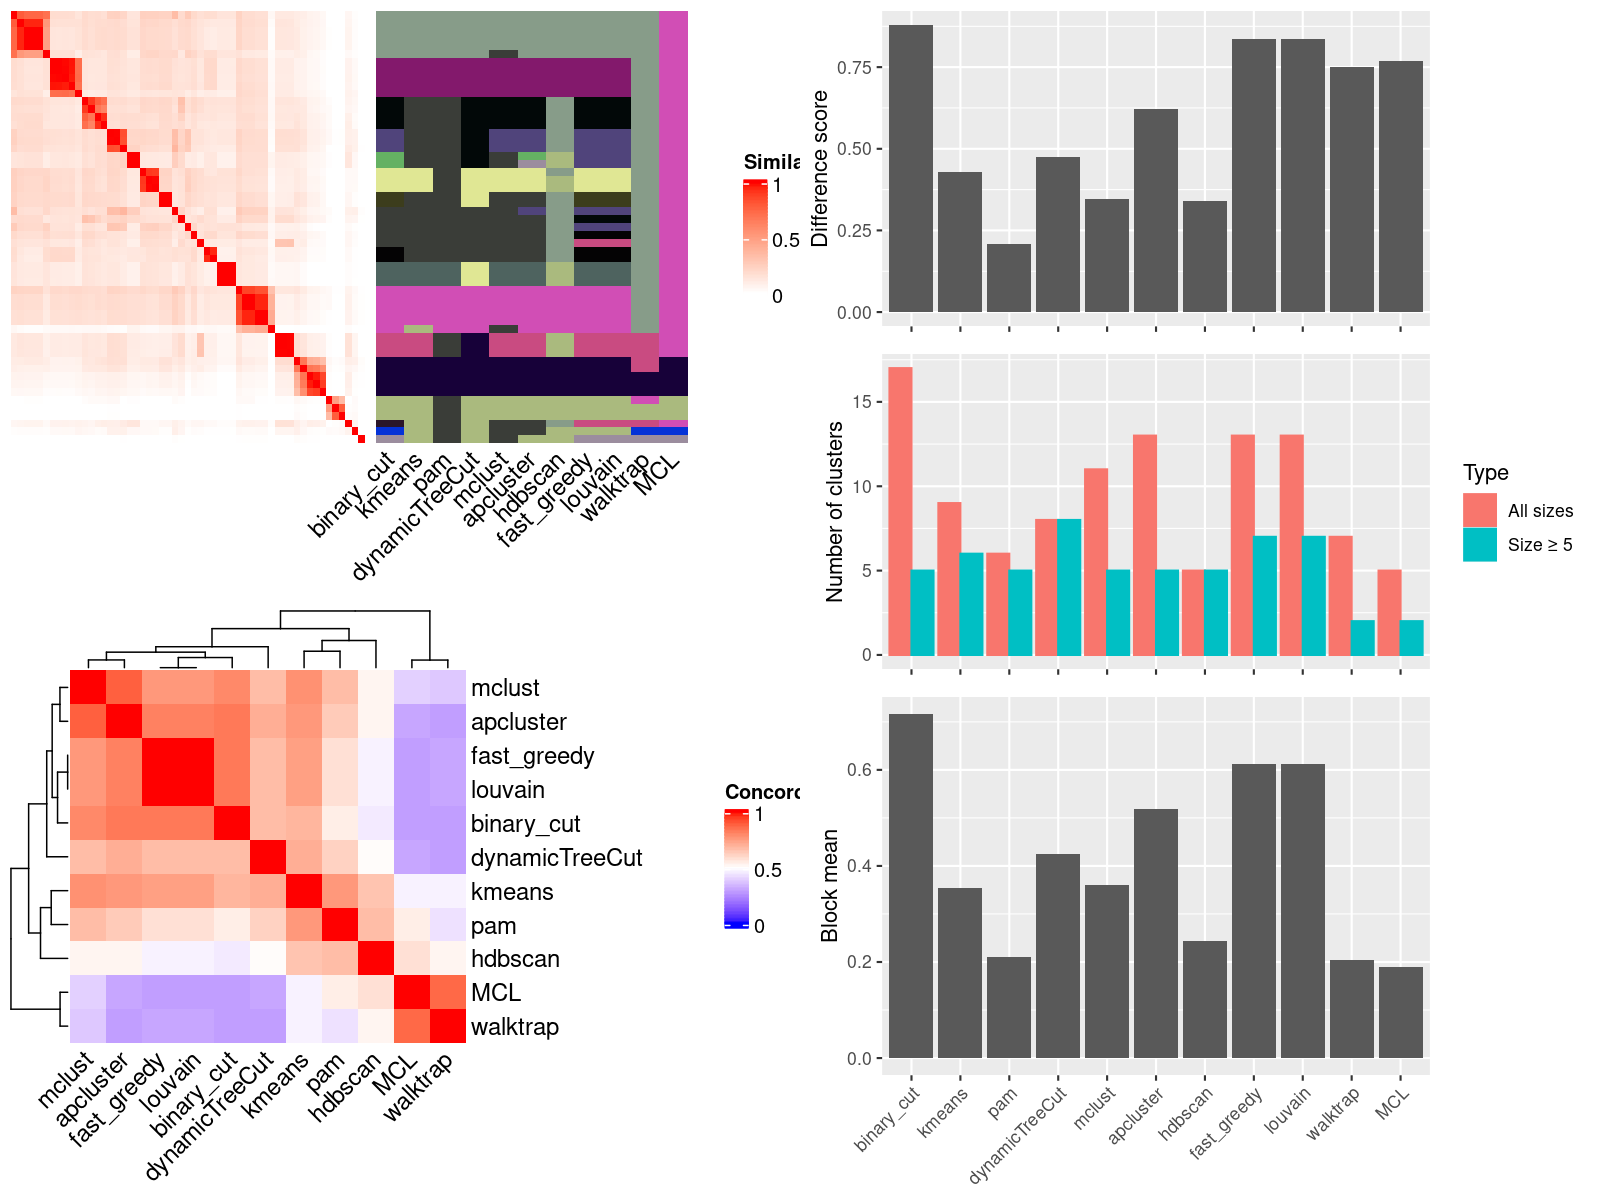 Simila
1
0.5
0
binary_cut
kmeans
pam
dynamicTreeCut
mclust
apcluster
hdbscan
fast_greedy
louvain
walktrap
MCL
Difference score
0.75
0.50
0.25
0.00
Number of clusters
15
10
5
0
Type
All sizes
Size ≥ 5
mclust
apcluster
fast_greedy
louvain
binary_cut
dynamicTreeCut
kmeans
pam
hdbscan
MCL
walktrap
mclust
apcluster
fast_greedy
louvain
binary_cut
dynamicTreeCut
kmeans
pam
hdbscan
MCL
walktrap
Concord
1
0.5
0
Block mean
0.6
0.4
0.2
0.0
binary_cut
kmeans
pam
dynamicTreeCut
mclust
apcluster
hdbscan
fast_greedy
louvain
walktrap
MCL